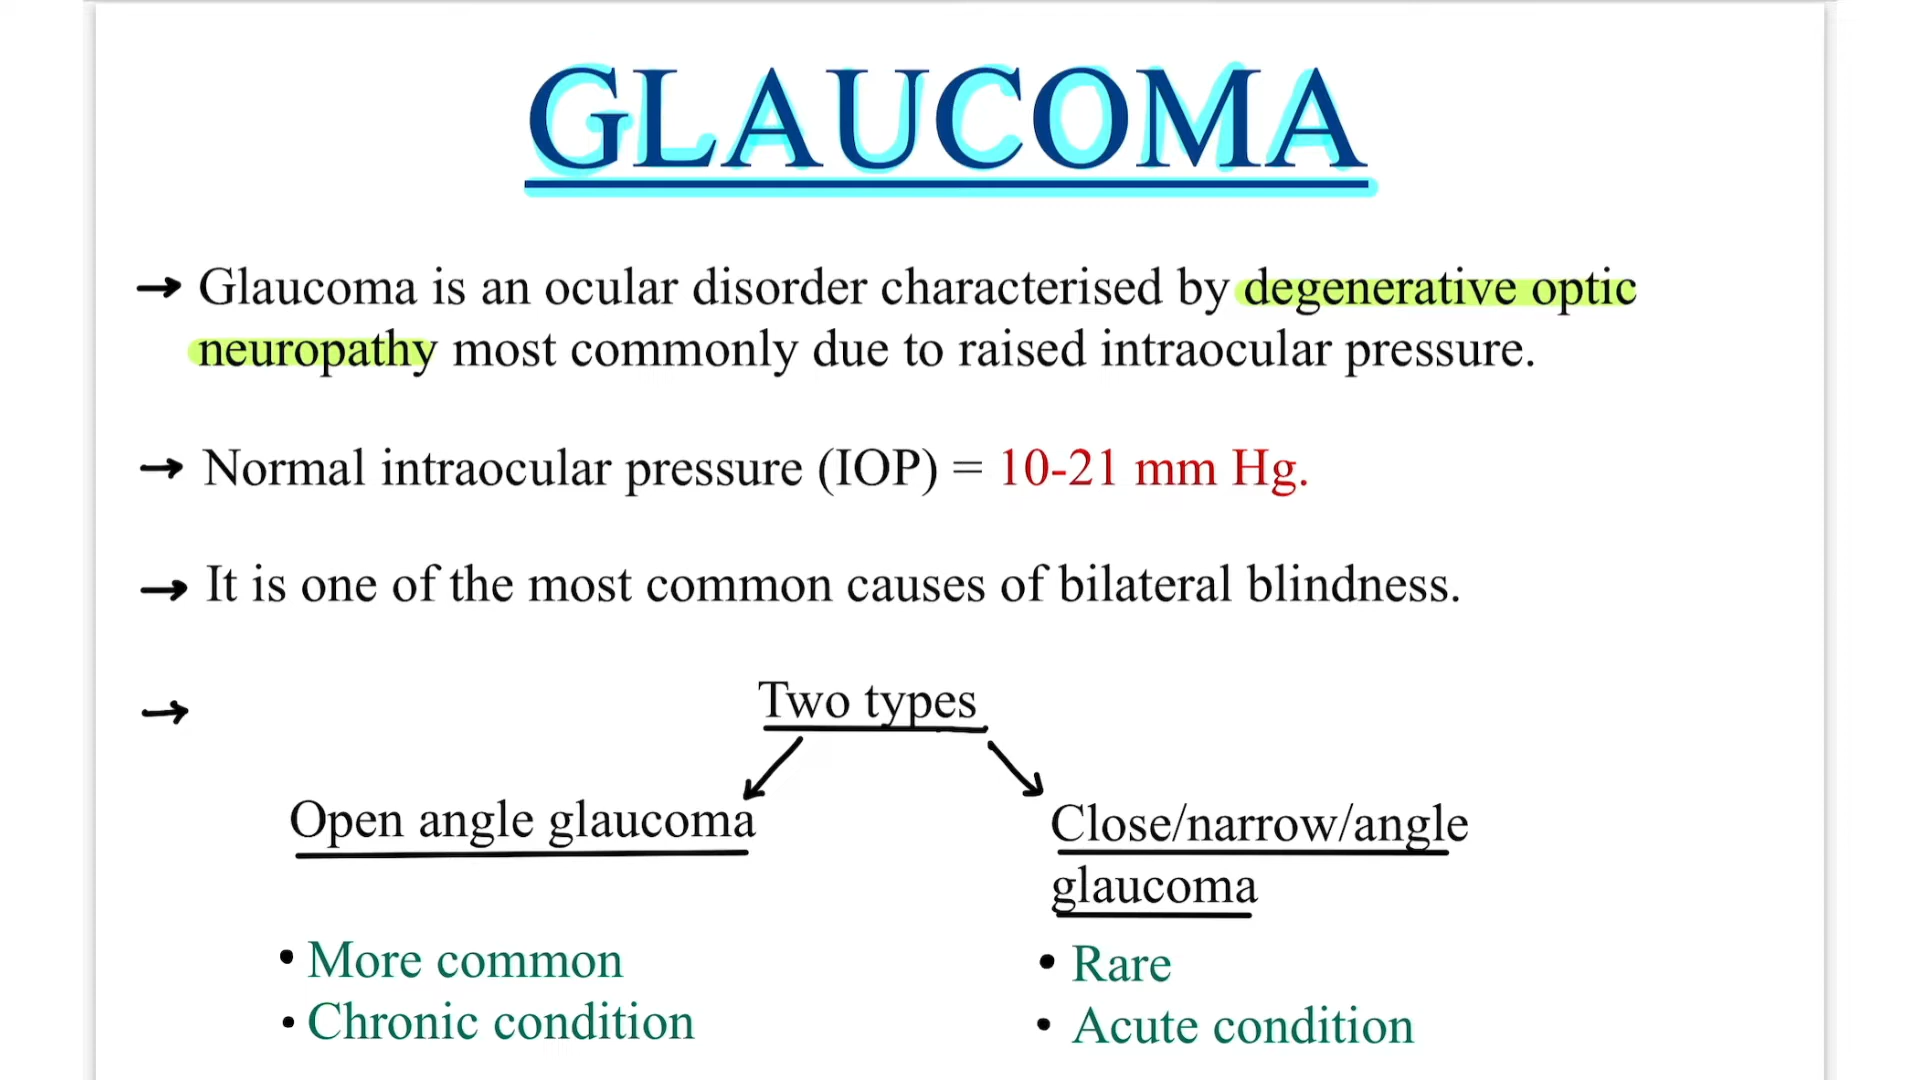 GLAUCOMA
→ Glaucoma is an ocular disorder characterised by degenerative optic
neuropathy most commonly due to raised intraocular pressure.
→ Normal intraocular pressure (IOP) = 10-21 mm Hg.
→ It is one of the most common causes of bilateral blindness.
→ Two types
Open angle glaucoma
Close/narrow/angle
glaucoma
• More common
• Chronic condition
• Rare
• Acute condition